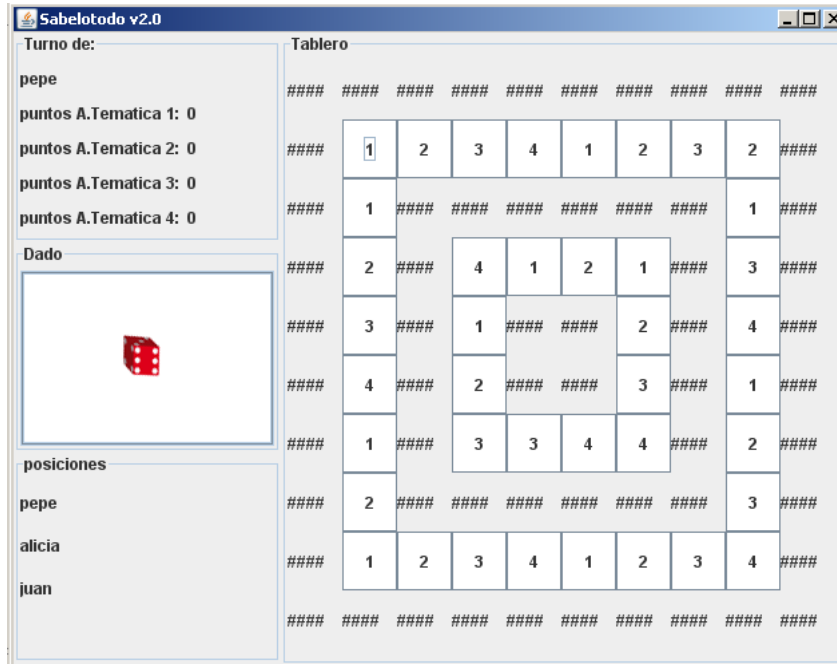 Sabelotodo v2.0
Turno de:
pepe
puntos A.Tematica 1: 0
puntos A.Tematica 2: 0
puntos A.Tematica 3: 0
puntos A.Tematica 4: 0
Dado
posiciones
pepe
alicia
juan
Tablero
#### #### #### #### #### #### #### #### #### ####
#### 1 2 3 4 1 2 3 2 ####
#### 1 #### #### #### #### #### #### 1 ####
#### 2 #### 4 1 2 1 #### 3 ####
#### 3 #### 1 #### #### 2 #### 4 ####
#### 4 #### 2 #### #### 3 #### 1 ####
#### 1 #### 3 3 4 4 #### 2 ####
#### 2 #### #### #### #### #### #### 3 ####
#### 1 2 3 4 1 2 3 4 ####
#### #### #### #### #### #### #### #### #### ####